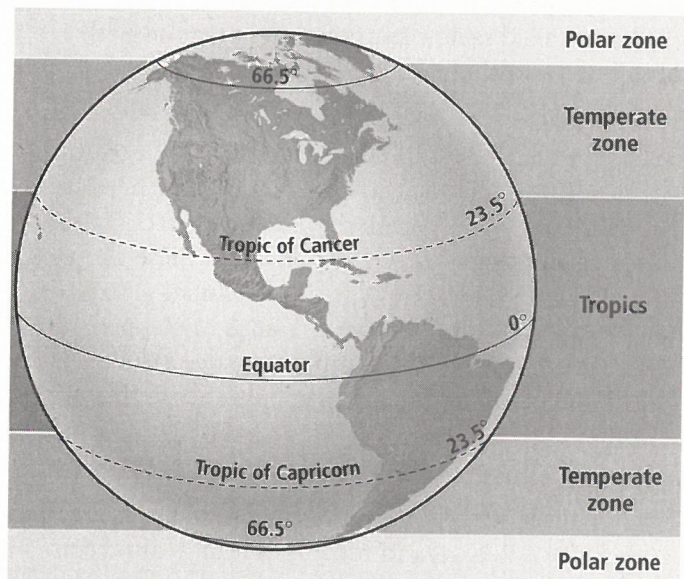 Polar zone
66.5°
Temperate
zone
23.5°
Tropic of Cancer
Tropics
0°
Equator
23.5°
Tropic of Capricorn
Temperate
zone
66.5°
Polar zone